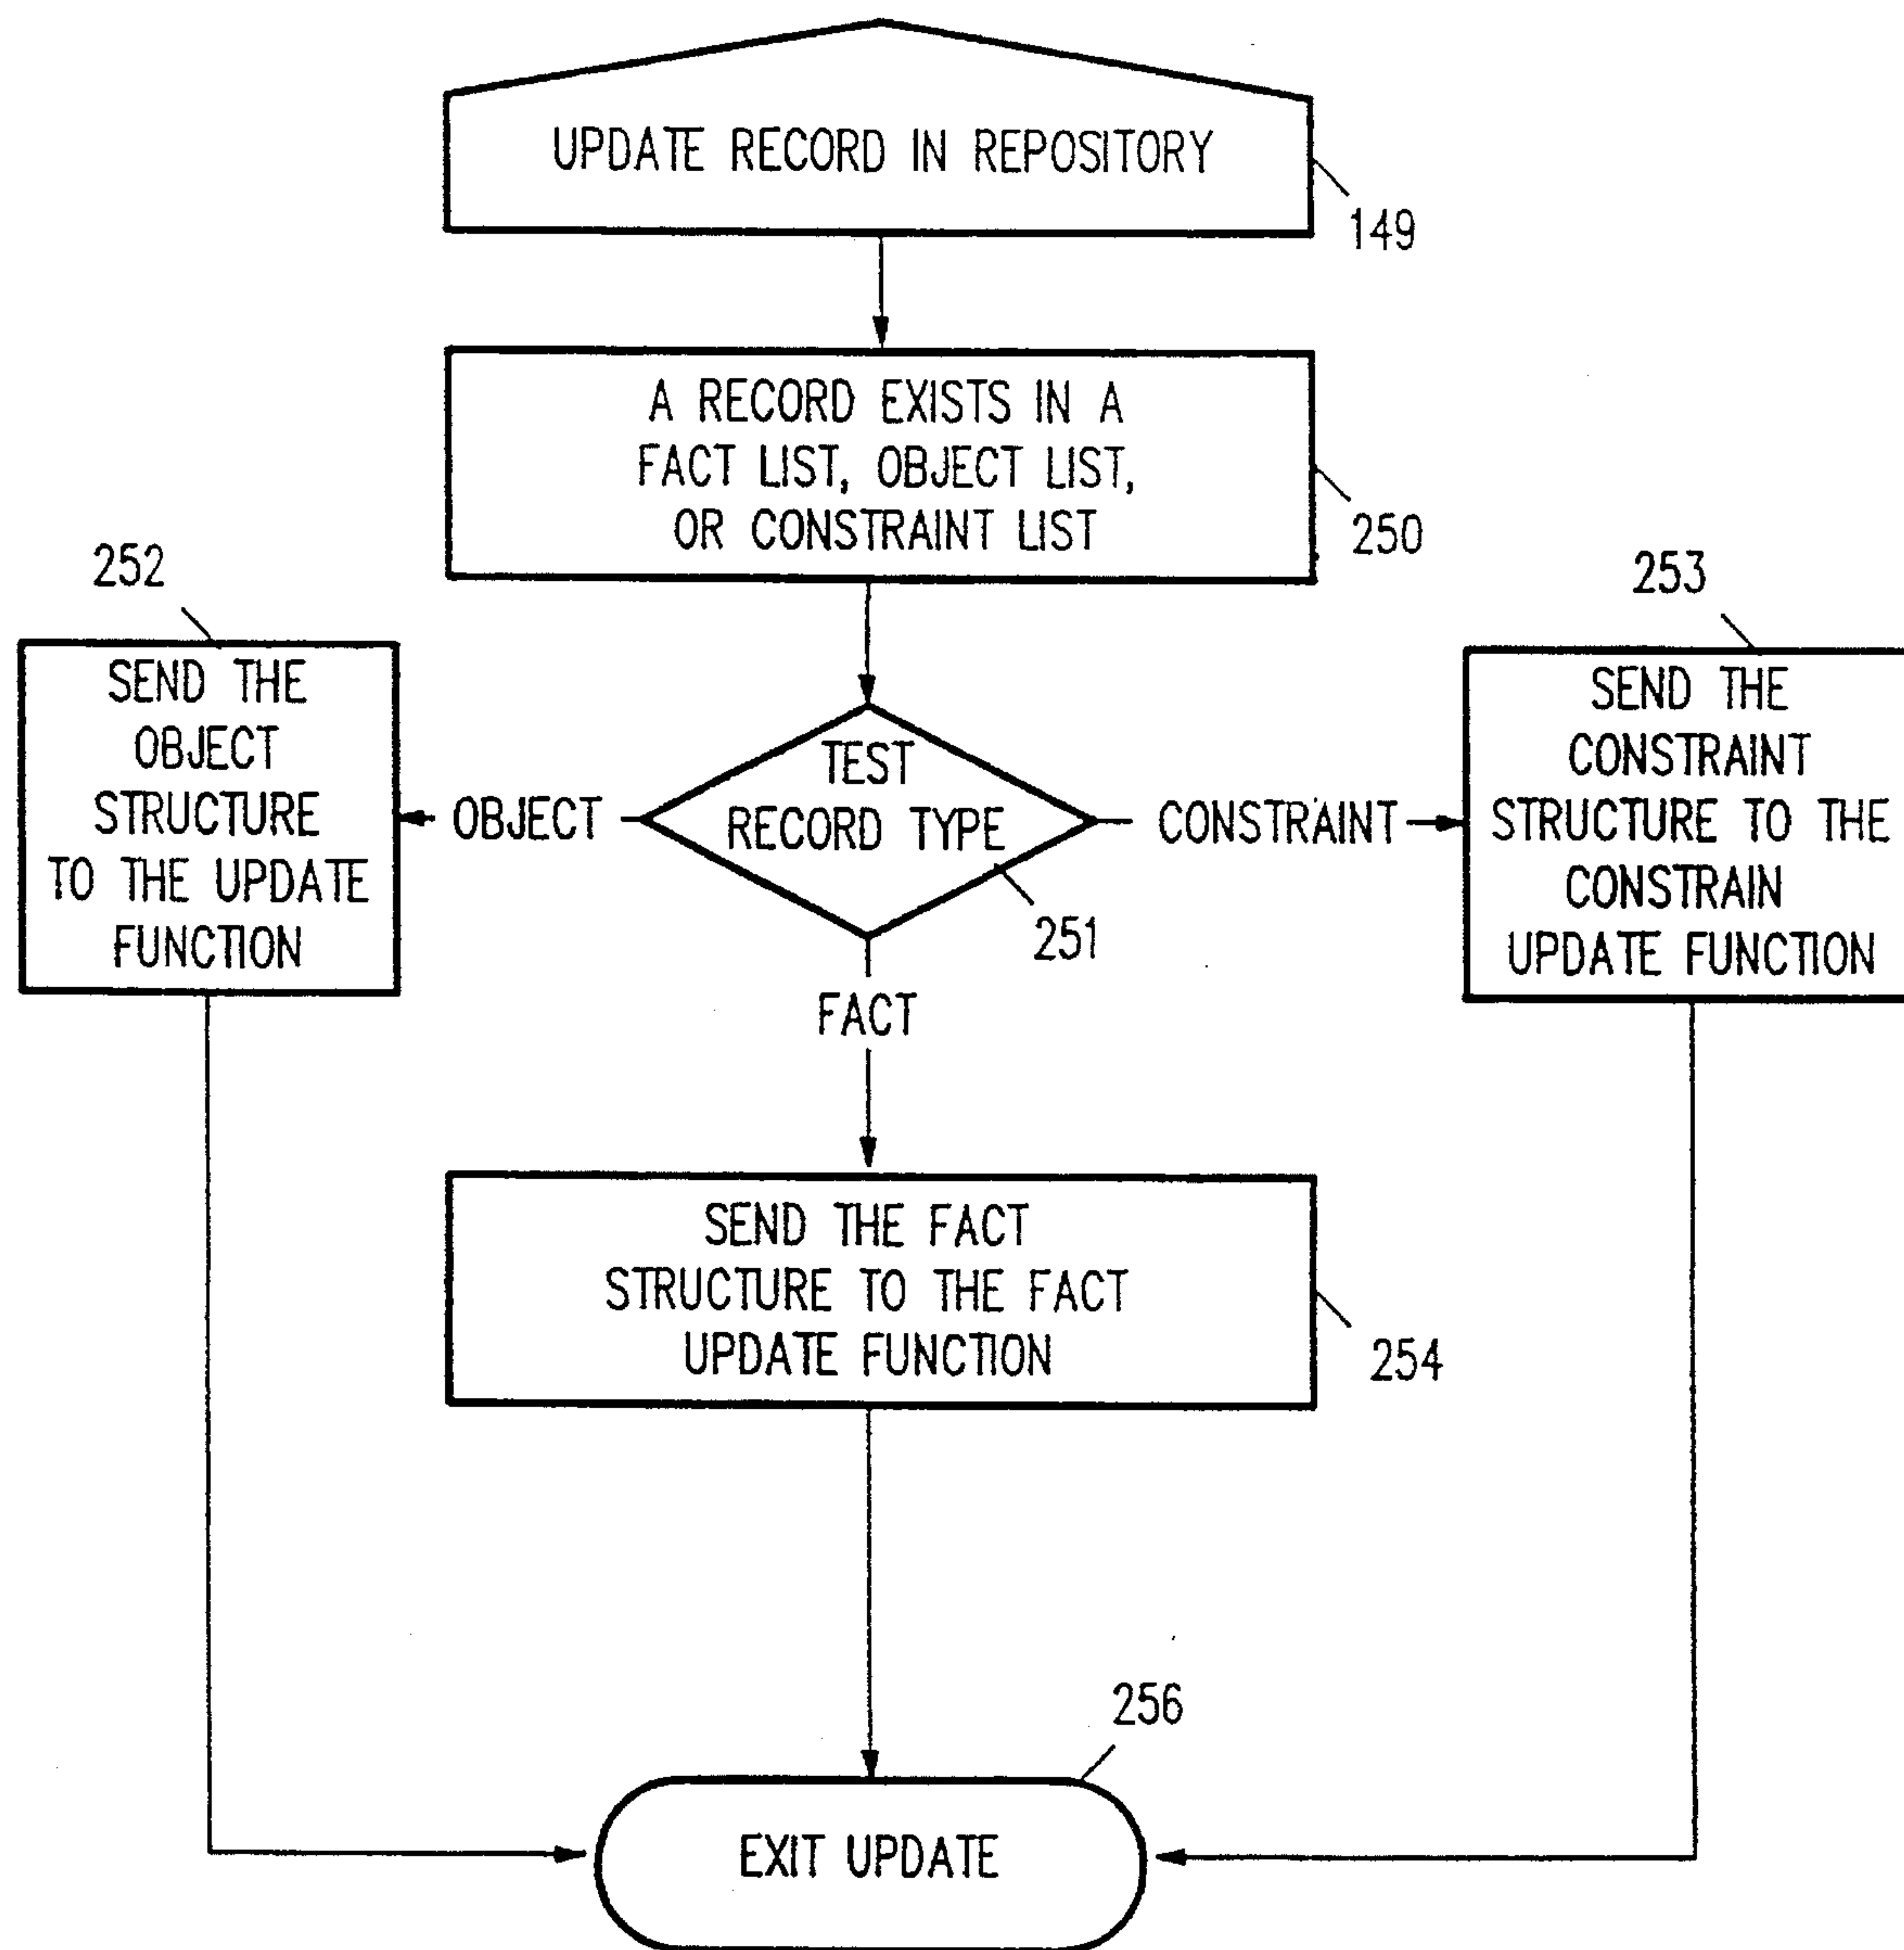 UPDATE RECORD IN REPOSITORY
149
A RECORD EXISTS IN A
FACT LIST, OBJECT LIST,
OR CONSTRAINT LIST
250
252
SEND THE
OBJECT
STRUCTURE
TO THE UPDATE
FUNCTION
OBJECT
TEST
RECORD TYPE
251
CONSTRAINT
253
SEND THE
CONSTRAINT
STRUCTURE TO THE
CONSTRAIN
UPDATE FUNCTION
FACT
SEND THE FACT
STRUCTURE TO THE FACT
UPDATE FUNCTION
254
256
EXIT UPDATE